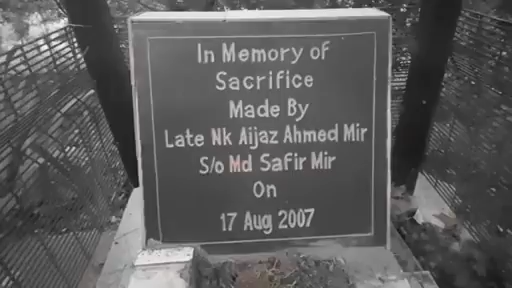 In Memory of
Sacrifice
Made By
Late Nk Aijaz Ahmed Mir
S/o Md Safir Mir
On
17 Aug 2007